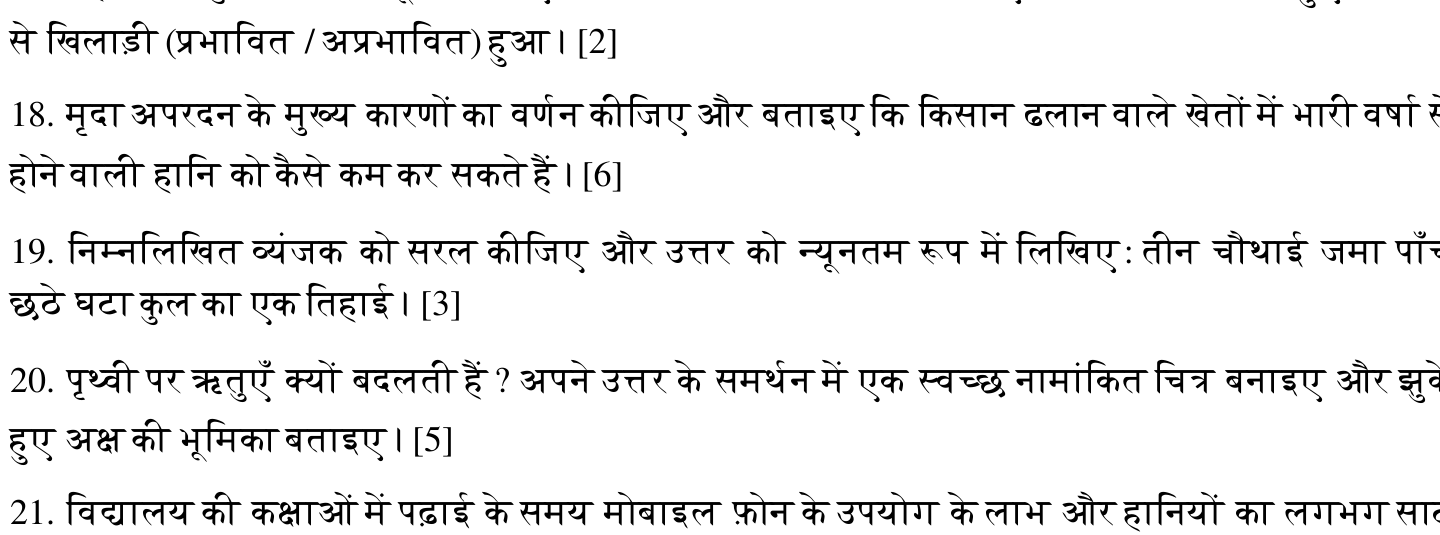 से खिलाड़ी (प्रभावित / अप्रभावित) हुआ। [2]
18. मृदा अपरदन के मुख्य कारणों का वर्णन कीजिए और बताइए कि किसान ढलान वाले खेतों में भारी वर्षा से
होने वाली हानि को कैसे कम कर सकते हैं। [6]
19. निम्नलिखित व्यंजक को सरल कीजिए और उत्तर को न्यूनतम रूप में लिखिए: तीन चौथाई जमा पाँच
छठे घटा कुल का एक तिहाई। [3]
20. पृथ्वी पर ऋतुएँ क्यों बदलती हैं ? अपने उत्तर के समर्थन में एक स्वच्छ नामांकित चित्र बनाइए और झुके
हुए अक्ष की भूमिका बताइए। [5]
21. विद्यालय की कक्षाओं में पढ़ाई के समय मोबाइल फ़ोन के उपयोग के लाभ और हानियों का लगभग